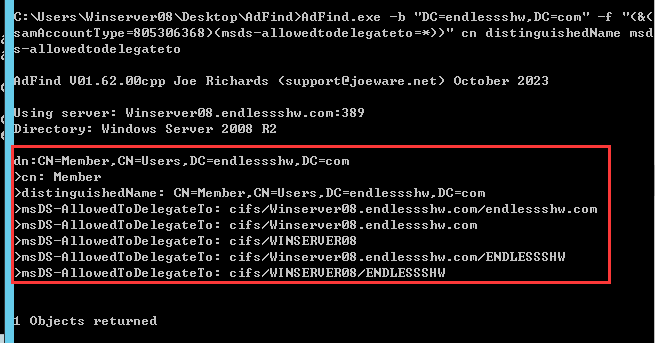 C:\Users\Winserver08\Desktop\AdFind>AdFind.exe -b "DC=endlessshw,DC=com" -f "(&(
samAccountType=805306368)(msds-allowedtodelegateto=*))" cn distinguishedName msd
s-allowedtodelegateto
AdFind V01.62.00cpp Joe Richards (support@joeware.net) October 2023
Using server: Winserver08.endlessshw.com:389
Directory: Windows Server 2008 R2
dn:CN=Member,CN=Users,DC=endlessshw,DC=com
>cn: Member
>distinguishedName: CN=Member,CN=Users,DC=endlessshw,DC=com
>msDS-AllowedToDelegateTo: cifs/Winserver08.endlessshw.com/endlessshw.com
>msDS-AllowedToDelegateTo: cifs/Winserver08.endlessshw.com
>msDS-AllowedToDelegateTo: cifs/WINSERVER08
>msDS-AllowedToDelegateTo: cifs/Winserver08.endlessshw.com/ENDLESSSHW
>msDS-AllowedToDelegateTo: cifs/WINSERVER08/ENDLESSSHW
1 Objects returned